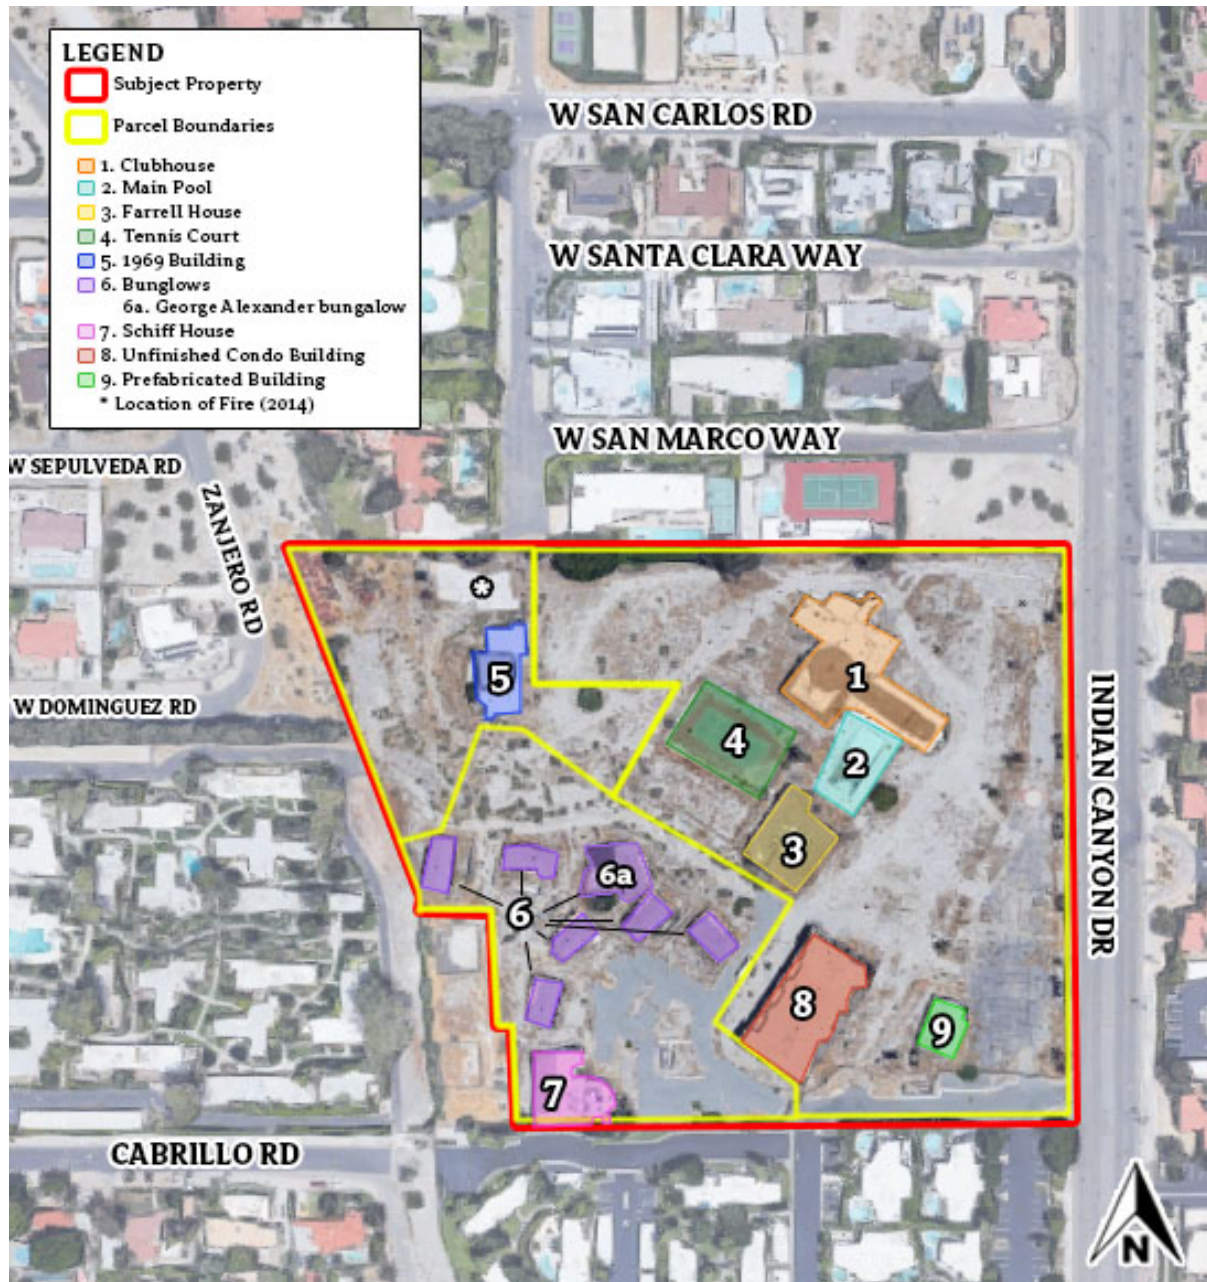 LEGEND
Subject Property
Parcel Boundaries
1. Clubhouse
2. Main Pool
3. Farrell House
4. Tennis Court
5. 1969 Building
6. Bunglows
6a. George Alexander bungalow
7. Schiff House
8. Unfinished Condo Building
9. Prefabricated Building
* Location of Fire (2014)
W SAN CARLOS RD
W SANTA CLARA WAY
W SAN MARCO WAY
W SEPULVEDA RD
ZANJERO RD
W DOMINGUEZ RD
*
5
1
4
2
3
6a
6
8
9
7
INDIAN CANYON DR
CABRILLO RD
N